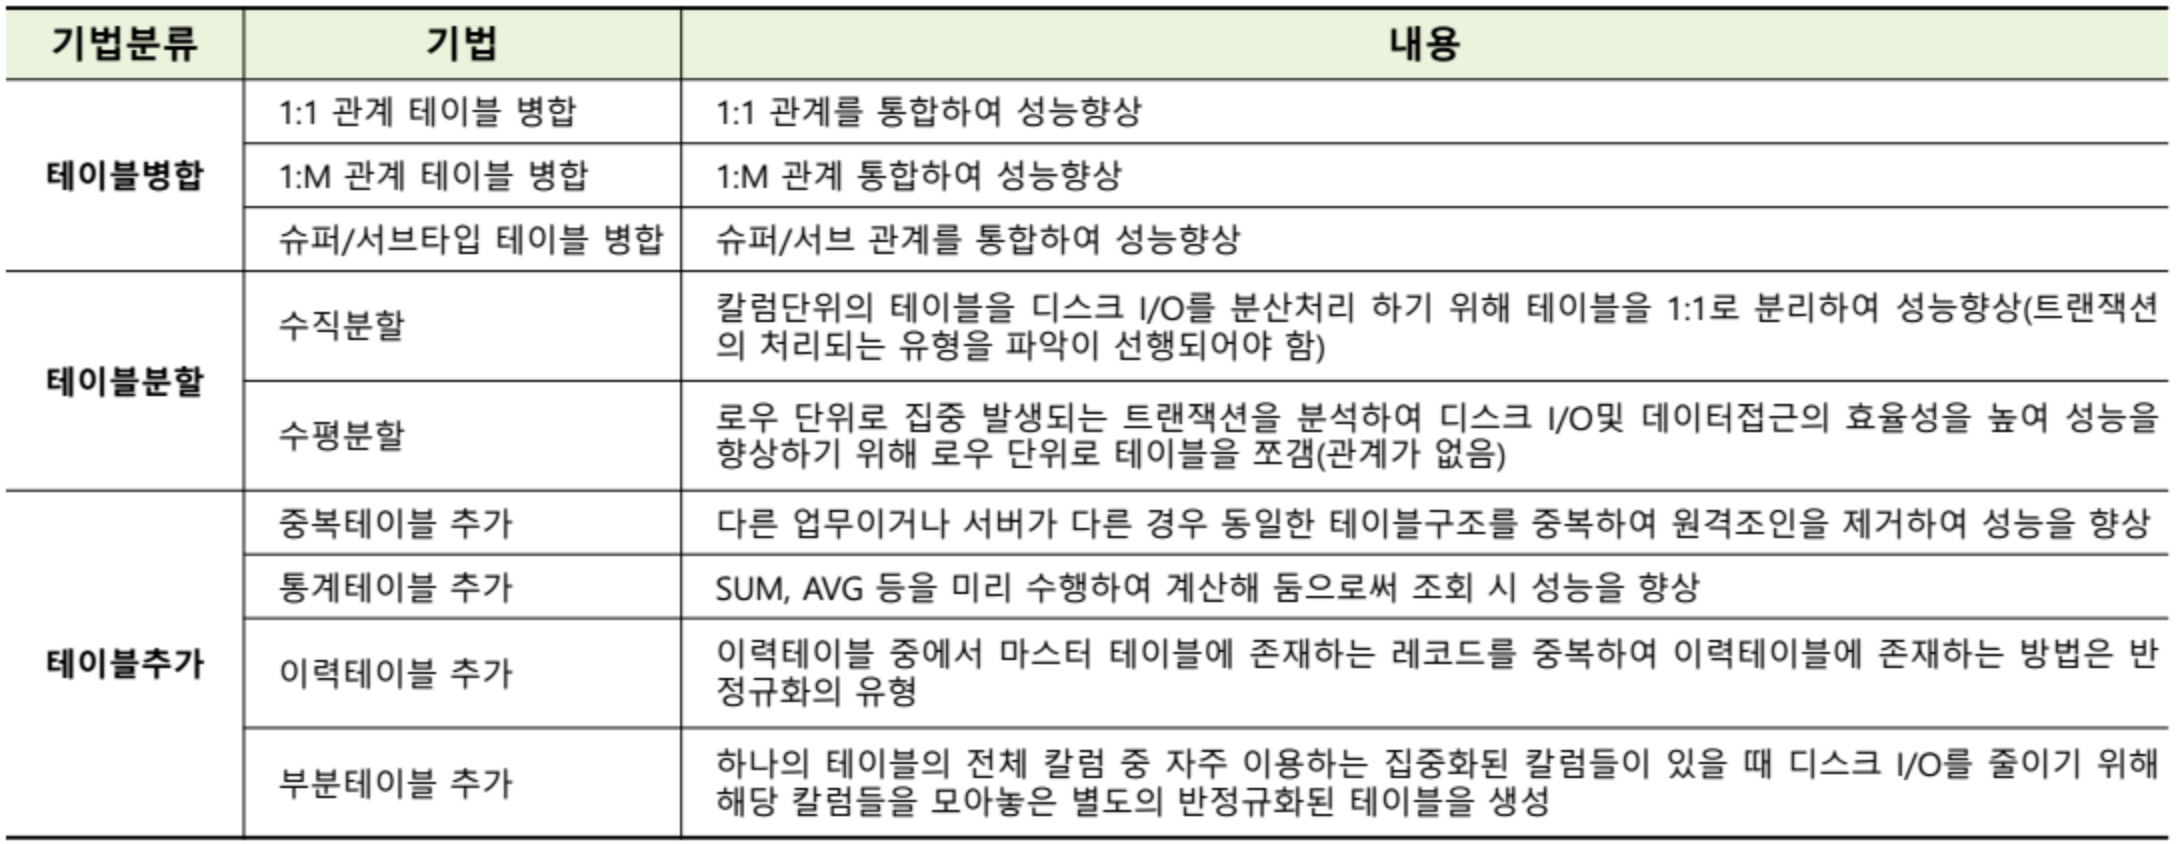 기법분류 기법 내용
테이블병합
1:1 관계 테이블 병합 1:1 관계를 통합하여 성능향상
1:M 관계 테이블 병합 1:M 관계 통합하여 성능향상
슈퍼/서브타입 테이블 병합 슈퍼/서브 관계를 통합하여 성능향상
테이블분할
수직분할
칼럼단위의 테이블을 디스크 I/O를 분산처리 하기 위해 테이블을 1:1로 분리하여 성능향상(트랜잭션
의 처리되는 유형을 파악이 선행되어야 함)
수평분할
로우 단위로 집중 발생되는 트랜잭션을 분석하여 디스크 I/O및 데이터접근의 효율성을 높여 성능을
향상하기 위해 로우 단위로 테이블을 쪼갬(관계가 없음)
테이블추가
중복테이블 추가 다른 업무이거나 서버가 다른 경우 동일한 테이블구조를 중복하여 원격조인을 제거하여 성능을 향상
통계테이블 추가 SUM, AVG 등을 미리 수행하여 계산해 둠으로써 조회 시 성능을 향상
이력테이블 추가
이력테이블 중에서 마스터 테이블에 존재하는 레코드를 중복하여 이력테이블에 존재하는 방법은 반
정규화의 유형
부분테이블 추가
하나의 테이블의 전체 칼럼 중 자주 이용하는 집중화된 칼럼들이 있을 때 디스크 I/O를 줄이기 위해
해당 칼럼들을 모아놓은 별도의 반정규화된 테이블을 생성